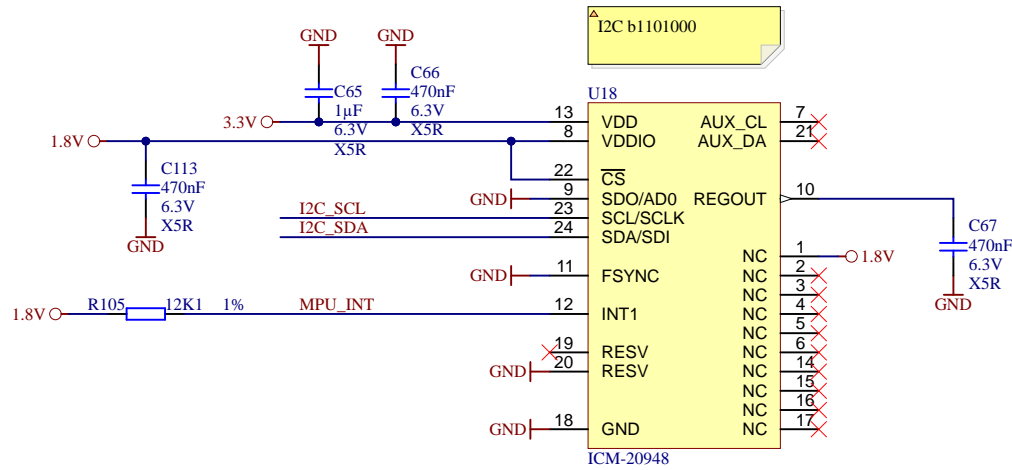 I2C b1101000
GND
GND
C65
1µF
6.3V
X5R
C66
470nF
6.3V
X5R
3.3V
1.8V
C113
470nF
6.3V
X5R
GND
U18
13 VDD
8 VDDIO
22 CS
GND 9 SDO/AD0
I2C_SCL 23 SCL/SCLK
I2C_SDA 24 SDA/SDI
GND 11 FSYNC
1.8V R105 12K1 1% MPU_INT 12 INT1
19 RESV
GND 20 RESV
GND 18 GND
AUX_CL 7
AUX_DA 21
REGOUT 10
NC 1 1.8V
NC 2
NC 3
NC 4
NC 5
NC 6
NC 14
NC 15
NC 16
NC 17
C67
470nF
6.3V
X5R
GND
ICM-20948